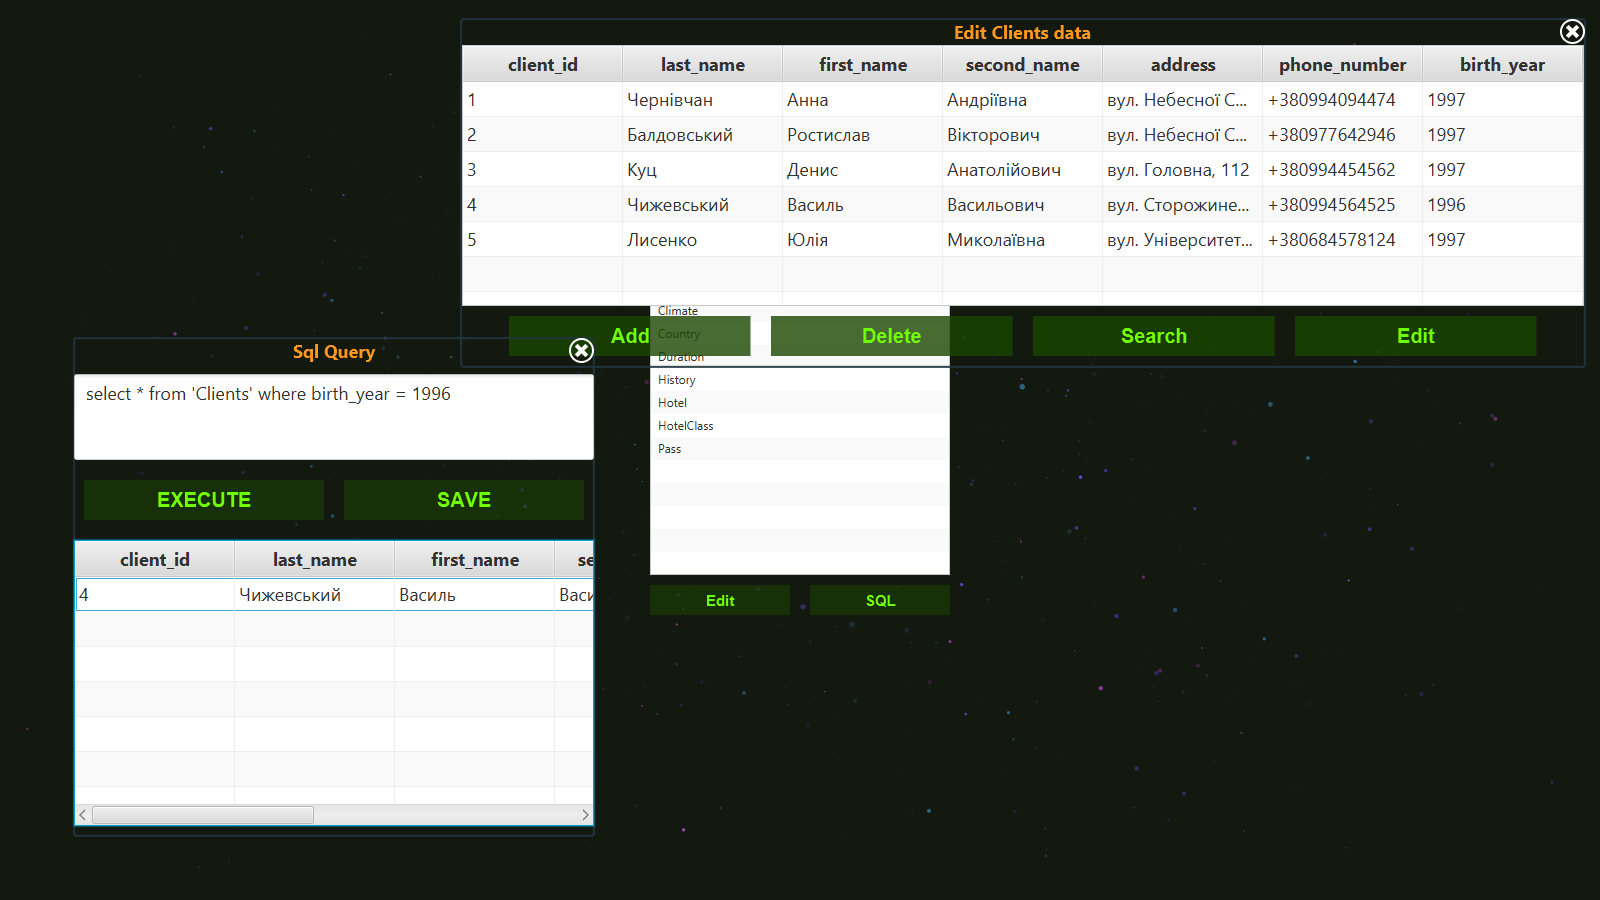 Edit Clients data
client_id last_name first_name second_name address phone_number birth_year
1 Чернівчан Анна Андріївна вул. Небесної С... +380994094474 1997
2 Балдовський Ростислав Вікторович вул. Небесної С... +380977642946 1997
3 Куц Денис Анатолійович вул. Головна, 112 +380994454562 1997
4 Чижевський Василь Васильович вул. Сторожине... +380994564525 1996
5 Лисенко Юлія Миколаївна вул. Університет... +380684578124 1997
Add Delete Search Edit
Climate
Country
Duration
History
Hotel
HotelClass
Pass
Edit SQL
Sql Query
select * from 'Clients' where birth_year = 1996
EXECUTE SAVE
client_id last_name first_name se
4 Чижевський Василь Васи